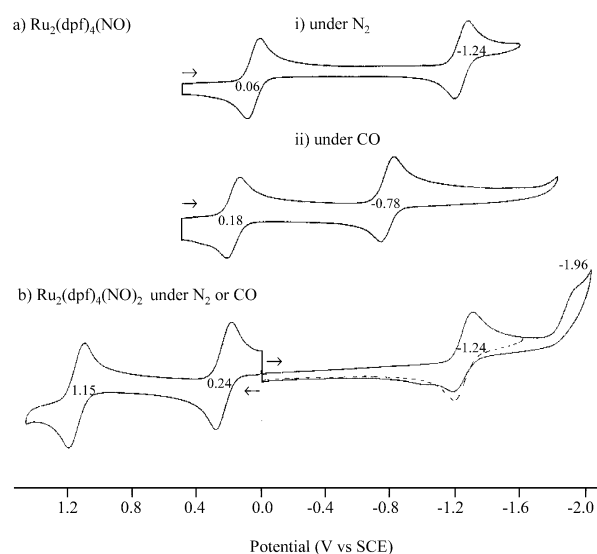 a) Ru2(dpf)4(NO)
i) under N2
0.06
-1.24
ii) under CO
0.18
-0.78
b) Ru2(dpf)4(NO)2 under N2 or CO
-1.96
1.15
0.24
-1.24
1.2 0.8 0.4 0.0 -0.4 -0.8 -1.2 -1.6 -2.0
Potential (V vs SCE)